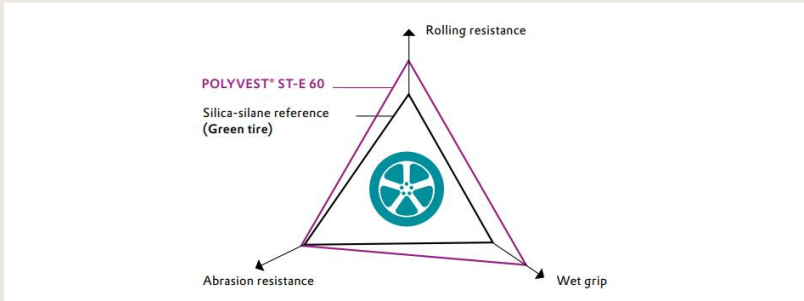 Rolling resistance
POLYVEST® ST-E 60
Silica-silane reference
(Green tire)
Abrasion resistance
Wet grip